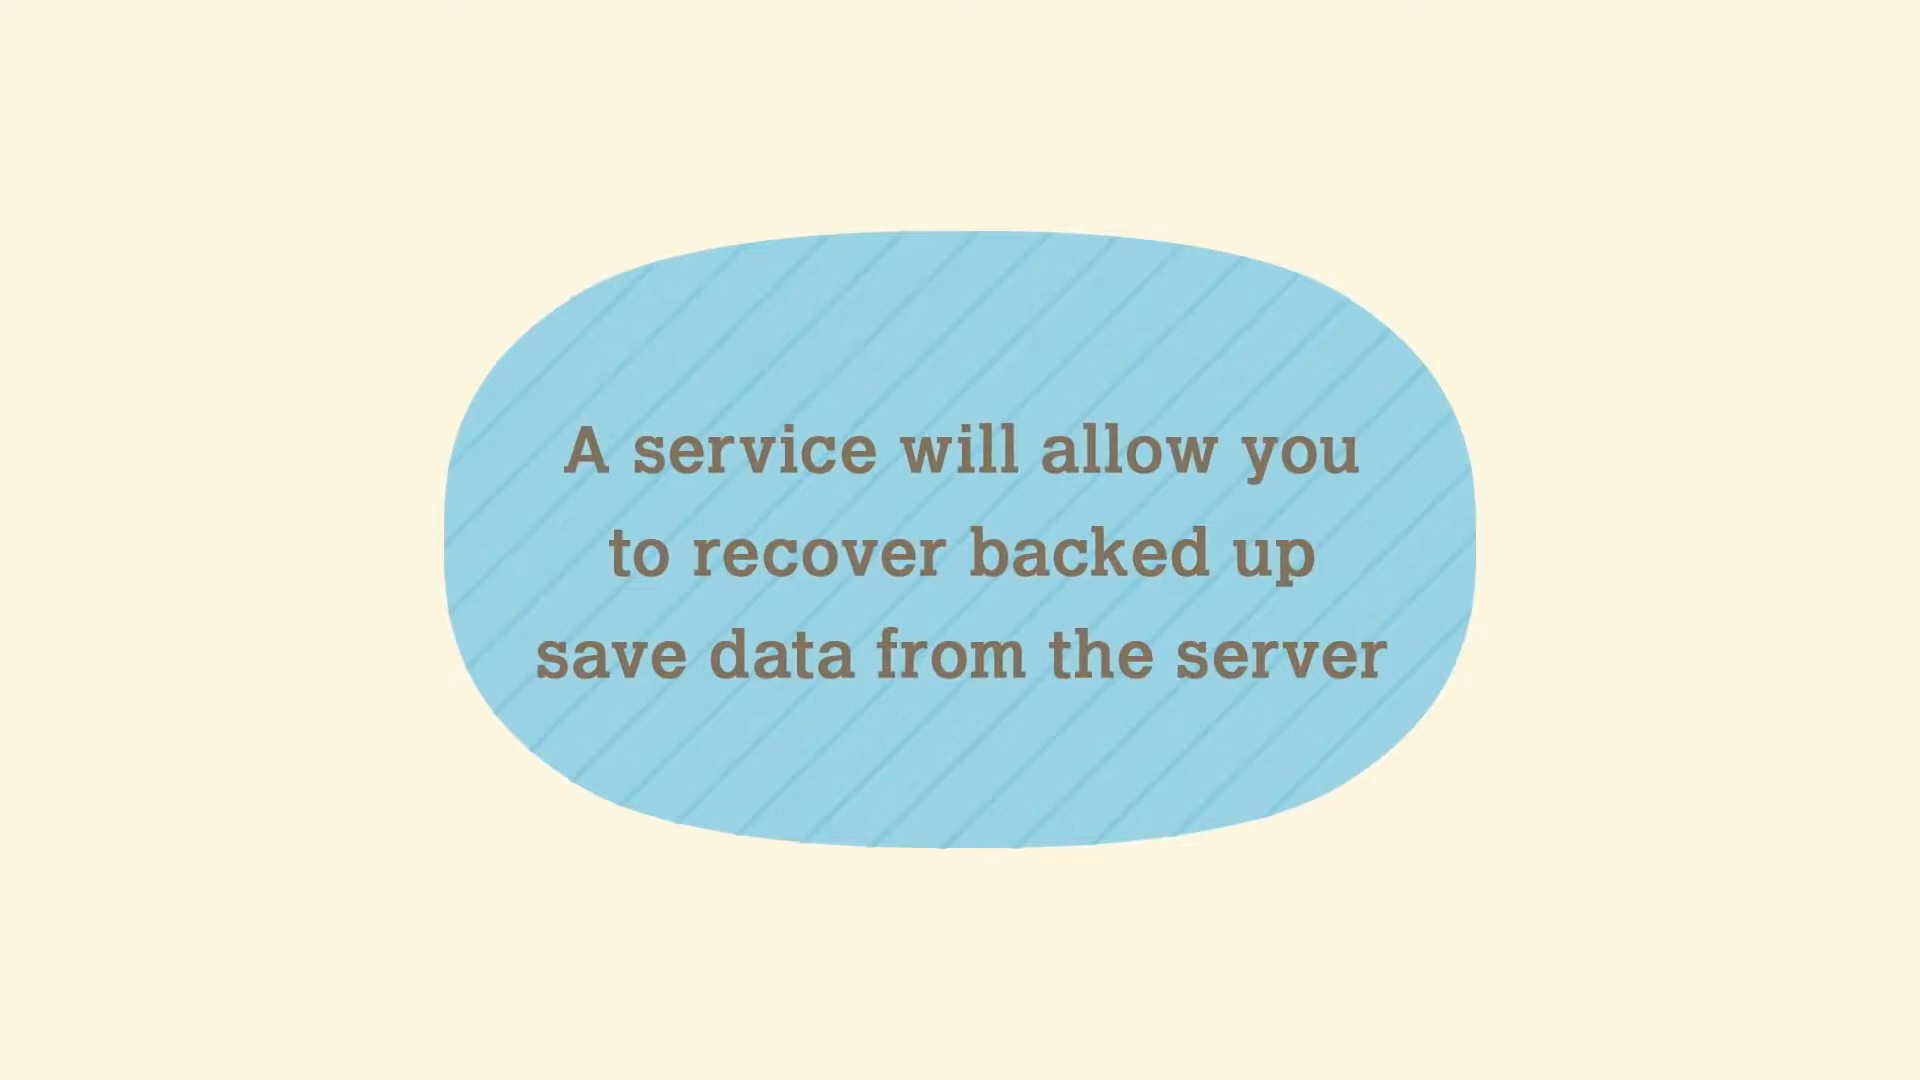 A service will allow you
to recover backed up
save data from the server